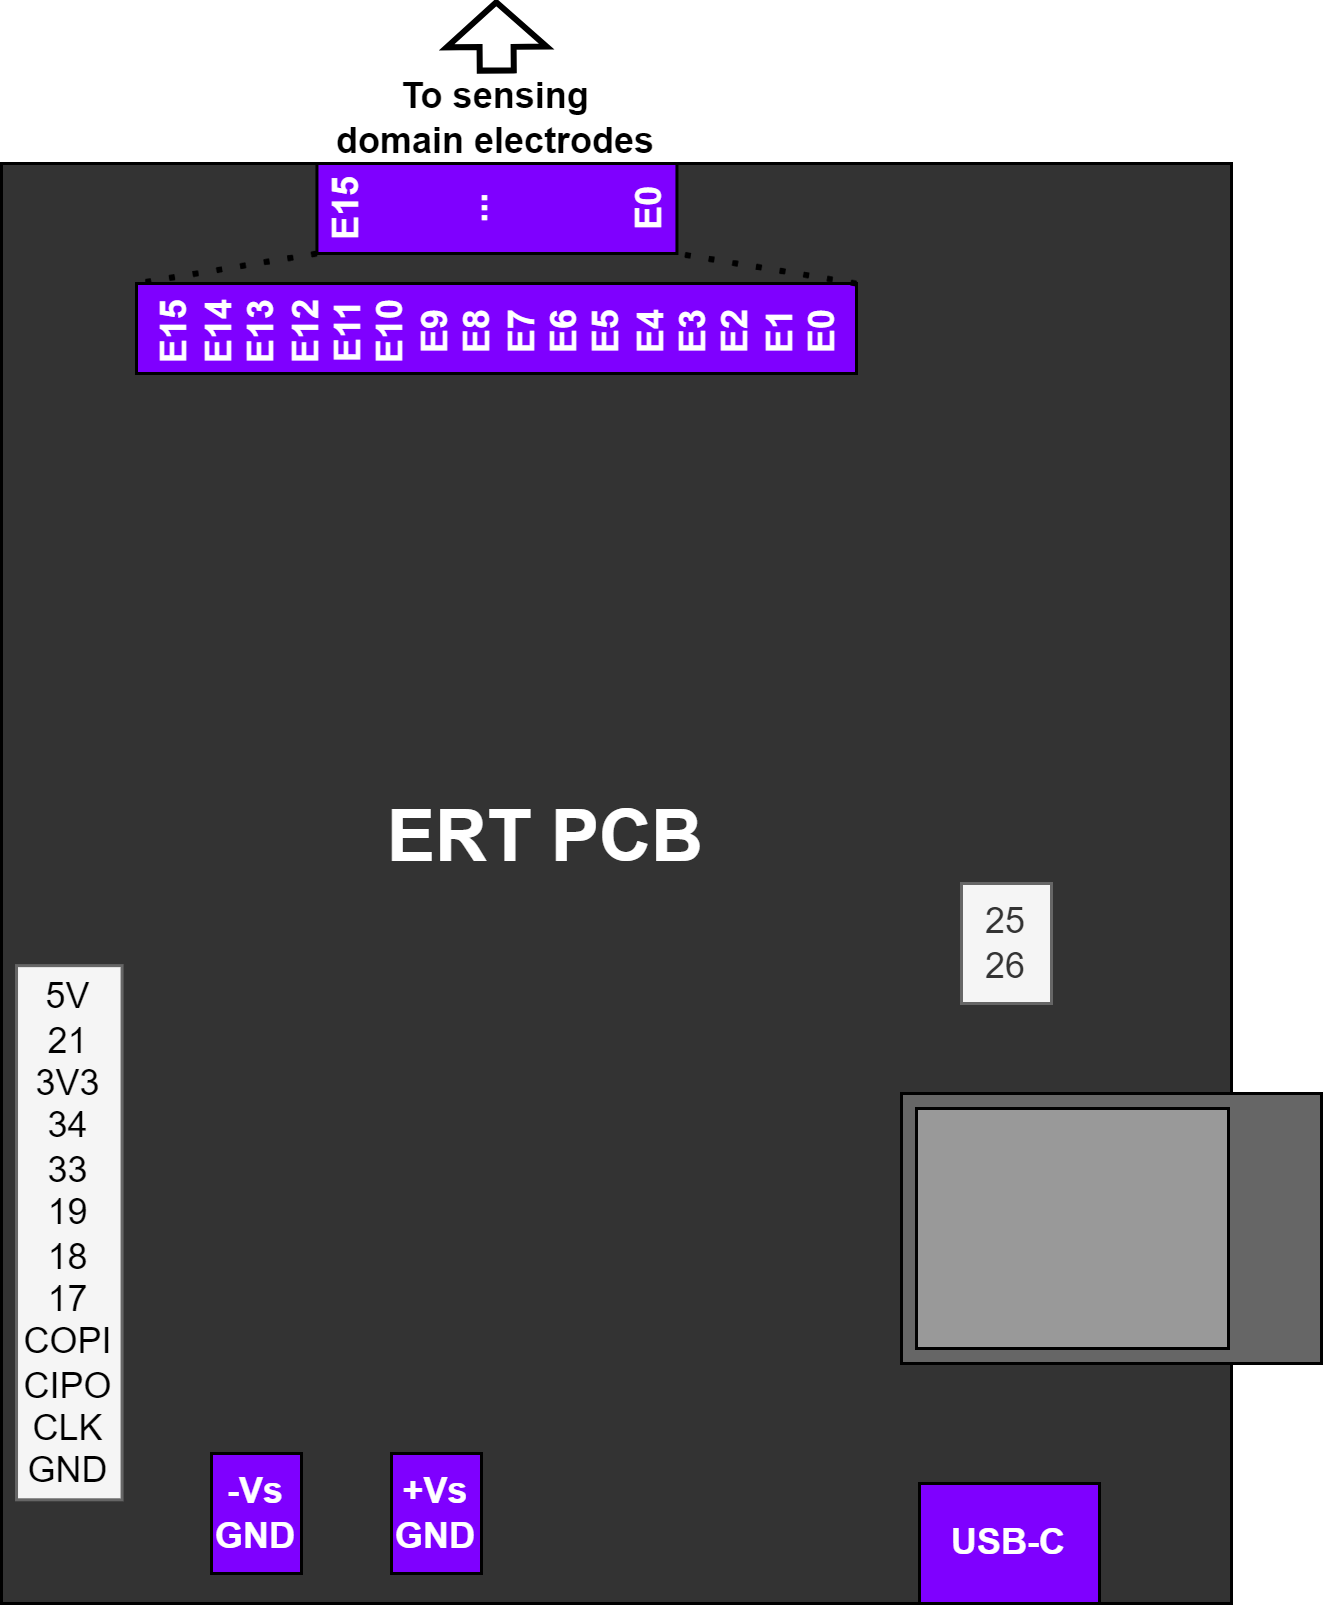 To sensing
domain electrodes
E15 ... E0
E15 E14 E13 E12 E11 E10 E9 E8 E7 E6 E5 E4 E3 E2 E1 E0
ERT PCB
25
26
5V
21
3V3
34
33
19
18
17
COPI
CIPO
CLK
GND
-Vs
GND
+Vs
GND
USB-C